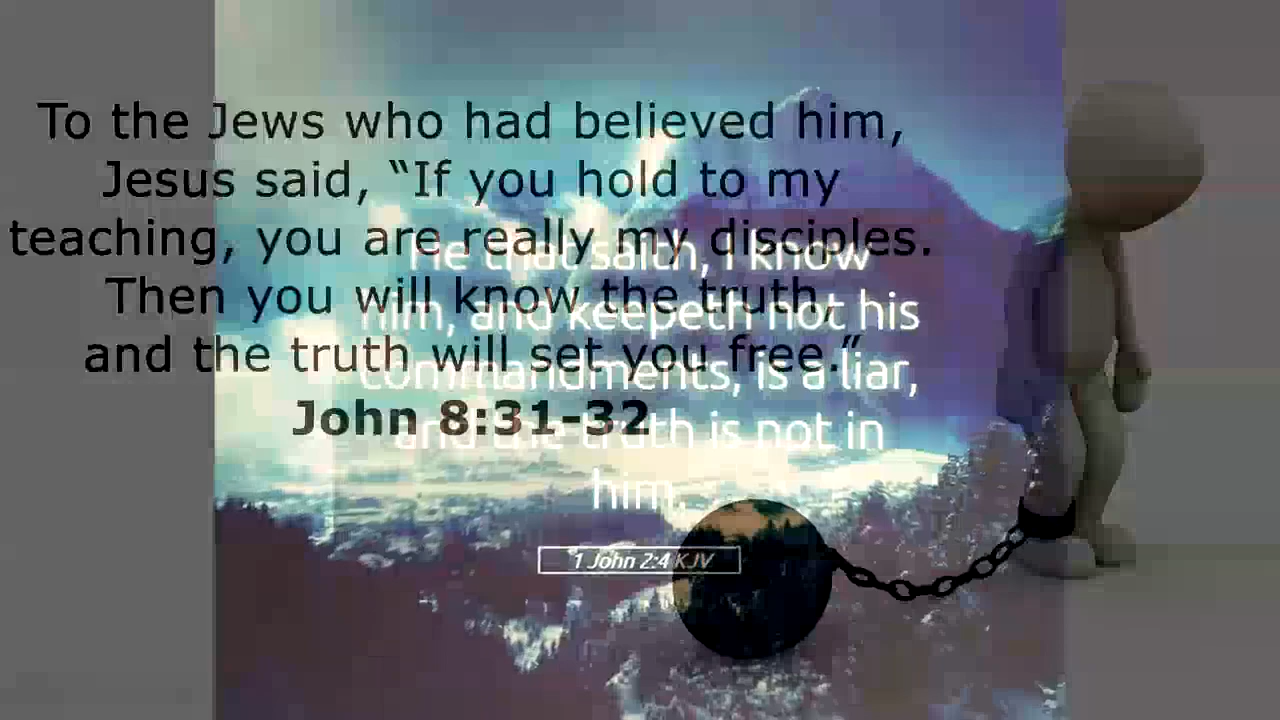 To the Jews who had believed him,
Jesus said, “If you hold to my
teaching, you are really my disciples.
Then you will know the truth,
and the truth will set you free.”
John 8:31-32
He that saith, I know
him, and keepeth not his
commandments, is a liar,
and the truth is not in
him.
1 John 2:4 KJV